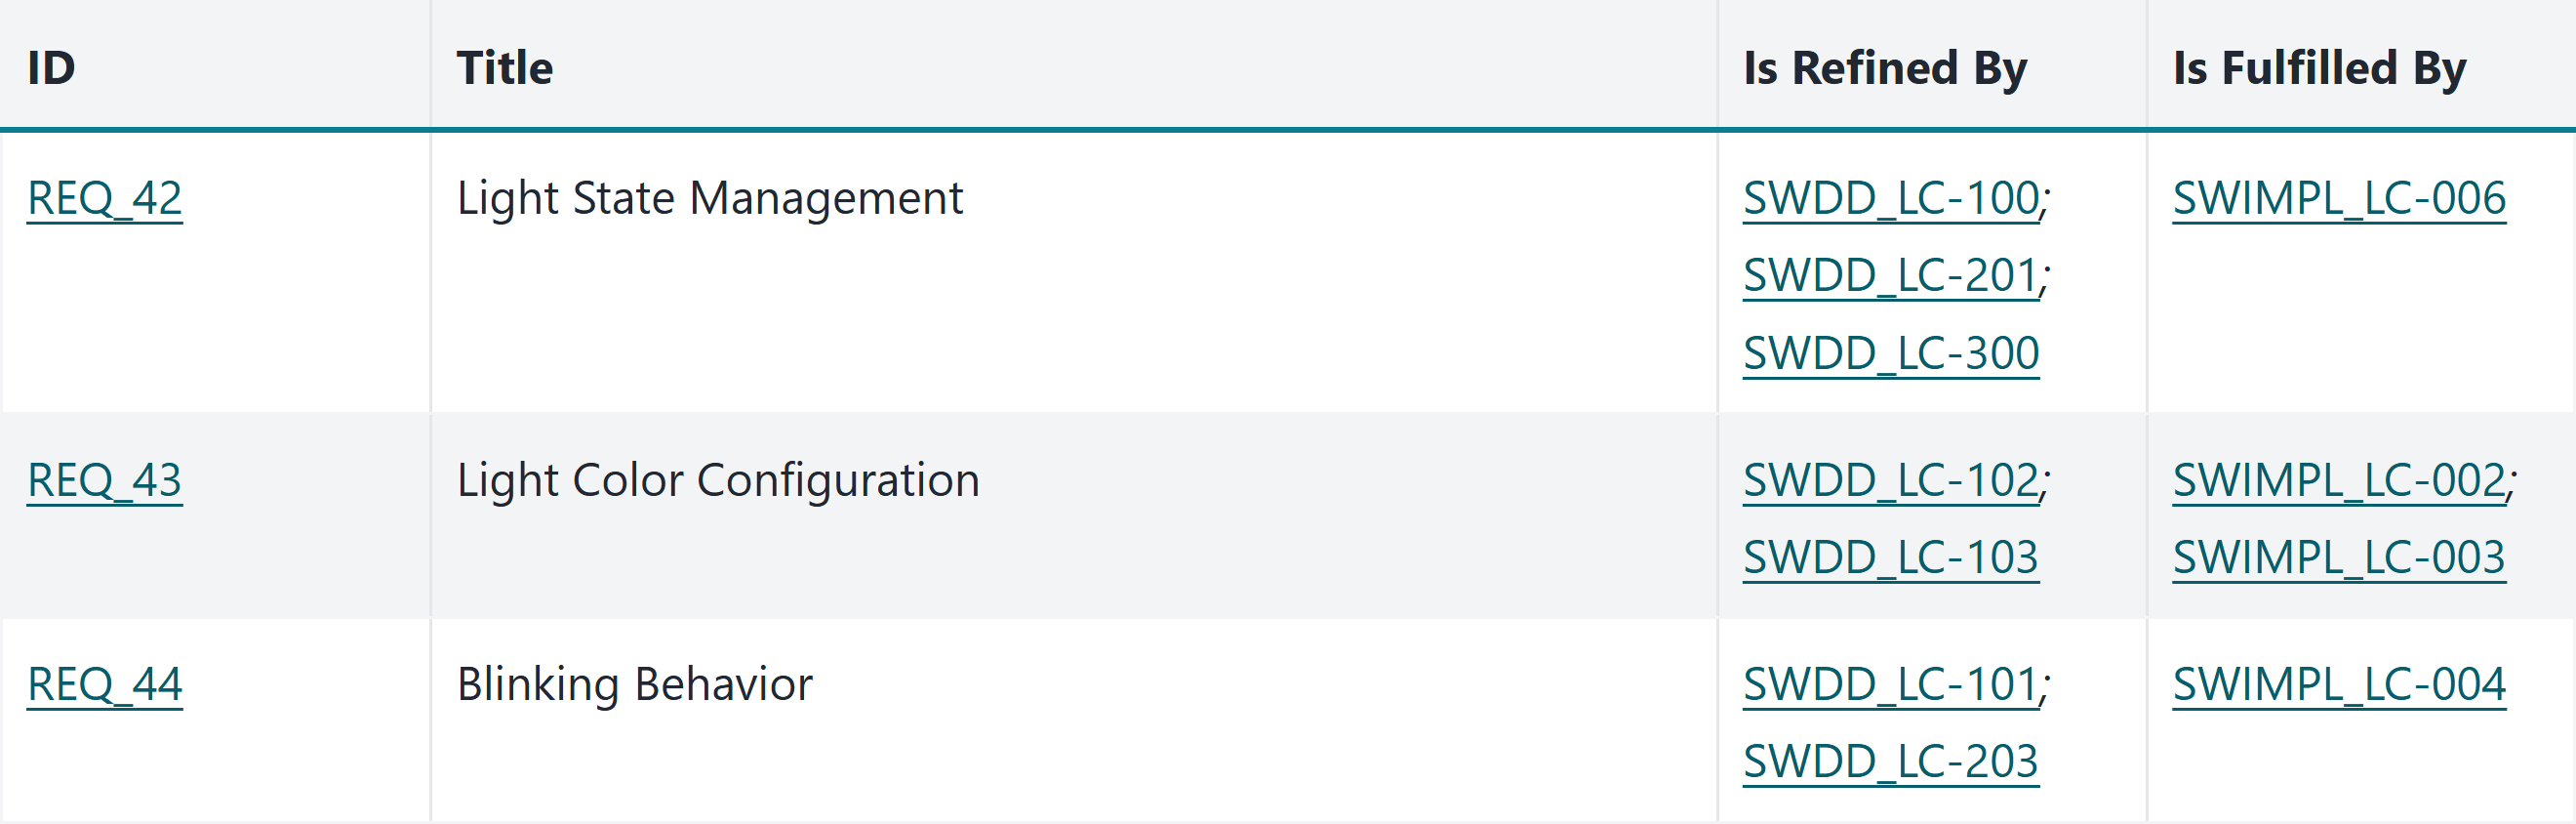 ID Title Is Refined By Is Fulfilled By
REQ_42 Light State Management SWDD_LC-100; SWIMPL_LC-006
SWDD_LC-201;
SWDD_LC-300
REQ_43 Light Color Configuration SWDD_LC-102; SWIMPL_LC-002;
SWDD_LC-103 SWIMPL_LC-003
REQ_44 Blinking Behavior SWDD_LC-101; SWIMPL_LC-004
SWDD_LC-203